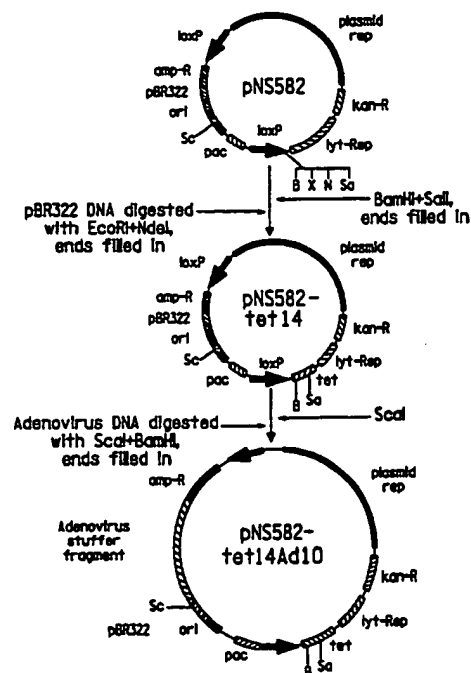 plasmid
rep
loxP
amp-R
pBR322
ori
Sc
pac
loxP
pNS582
kan-R
lyt-Rep
B X N Sa
pBR322 DNA digested
with EcoRI+NdeI,
ends filled in
BamHI+SalI,
ends filled in
plasmid
rep
loxP
amp-R
pBR322
ori
Sc
pac
loxP
pNS582-
tet14
kan-R
lyt-Rep
tet
B
Sa
Adenovirus DNA digested
with ScaI+BamHI,
ends filled in
ScaI
amp-R
plasmid
rep
Adenovirus
stuffer
fragment
pNS582-
tet14Ad10
kan-R
Sc
pBR322
ori
lyt-Rep
pac
tet
Sa